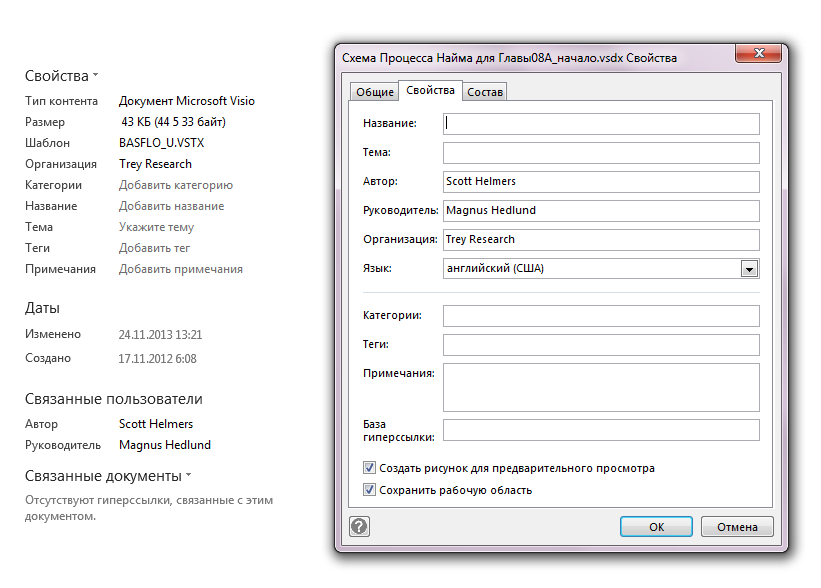 Свойства
Тип контента Документ Microsoft Visio
Размер 43 КБ (44 5 33 байт)
Шаблон BASFLO_U.VSTX
Организация Trey Research
Категории Добавить категорию
Название Добавить название
Тема Укажите тему
Теги Добавить тег
Примечания Добавить примечания
Даты
Изменено 24.11.2013 13:21
Создано 17.11.2012 6:08
Связанные пользователи
Автор Scott Helmers
Руководитель Magnus Hedlund
Связанные документы
Отсутствуют гиперссылки, связанные с этим
документом.
Схема Процесса Найма для Главы08A_начало.vsdx Свойства
Общие Свойства Состав
Название:
Тема:
Автор: Scott Helmers
Руководитель: Magnus Hedlund
Организация: Trey Research
Язык: английский (США)
Категории:
Теги:
Примечания:
База
гиперссылки:
Создать рисунок для предварительного просмотра
Сохранить рабочую область
? ОК Отмена